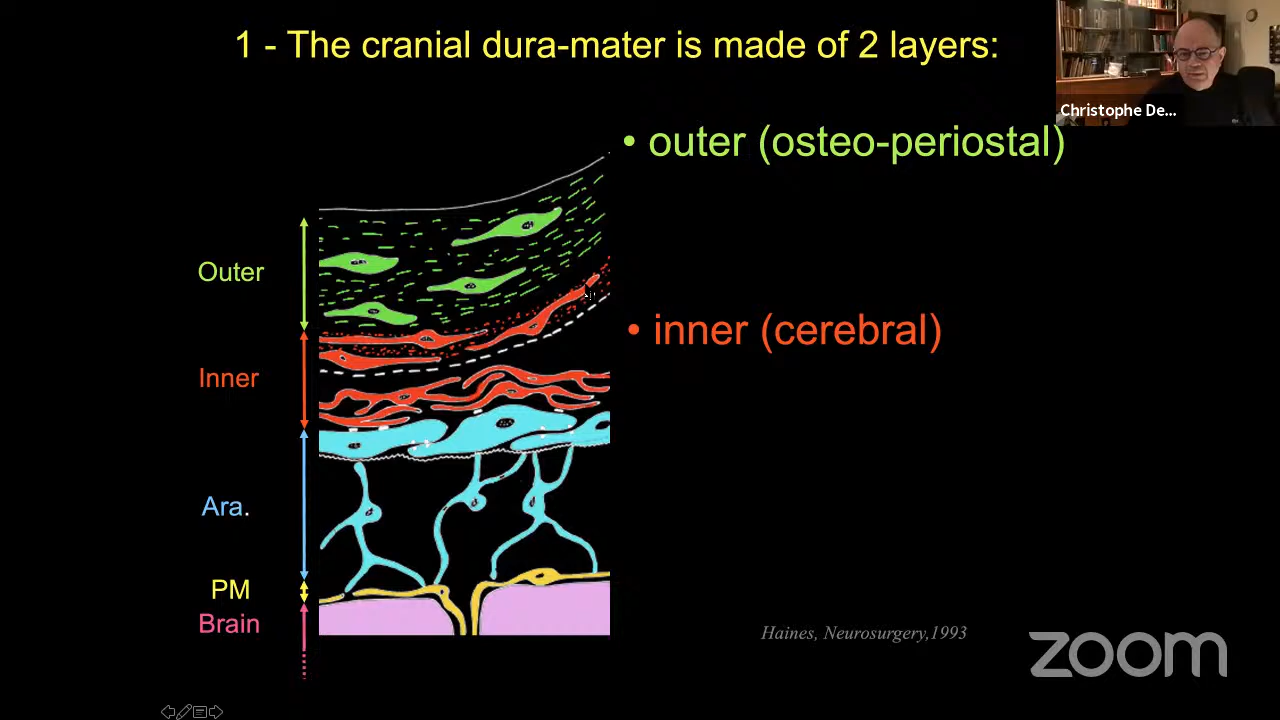 1 - The cranial dura-mater is made of 2 layers:
Christophe De...
• outer (osteo-periostal)
Outer
• inner (cerebral)
Inner
Ara.
PM
Brain
Haines, Neurosurgery,1993
zoom